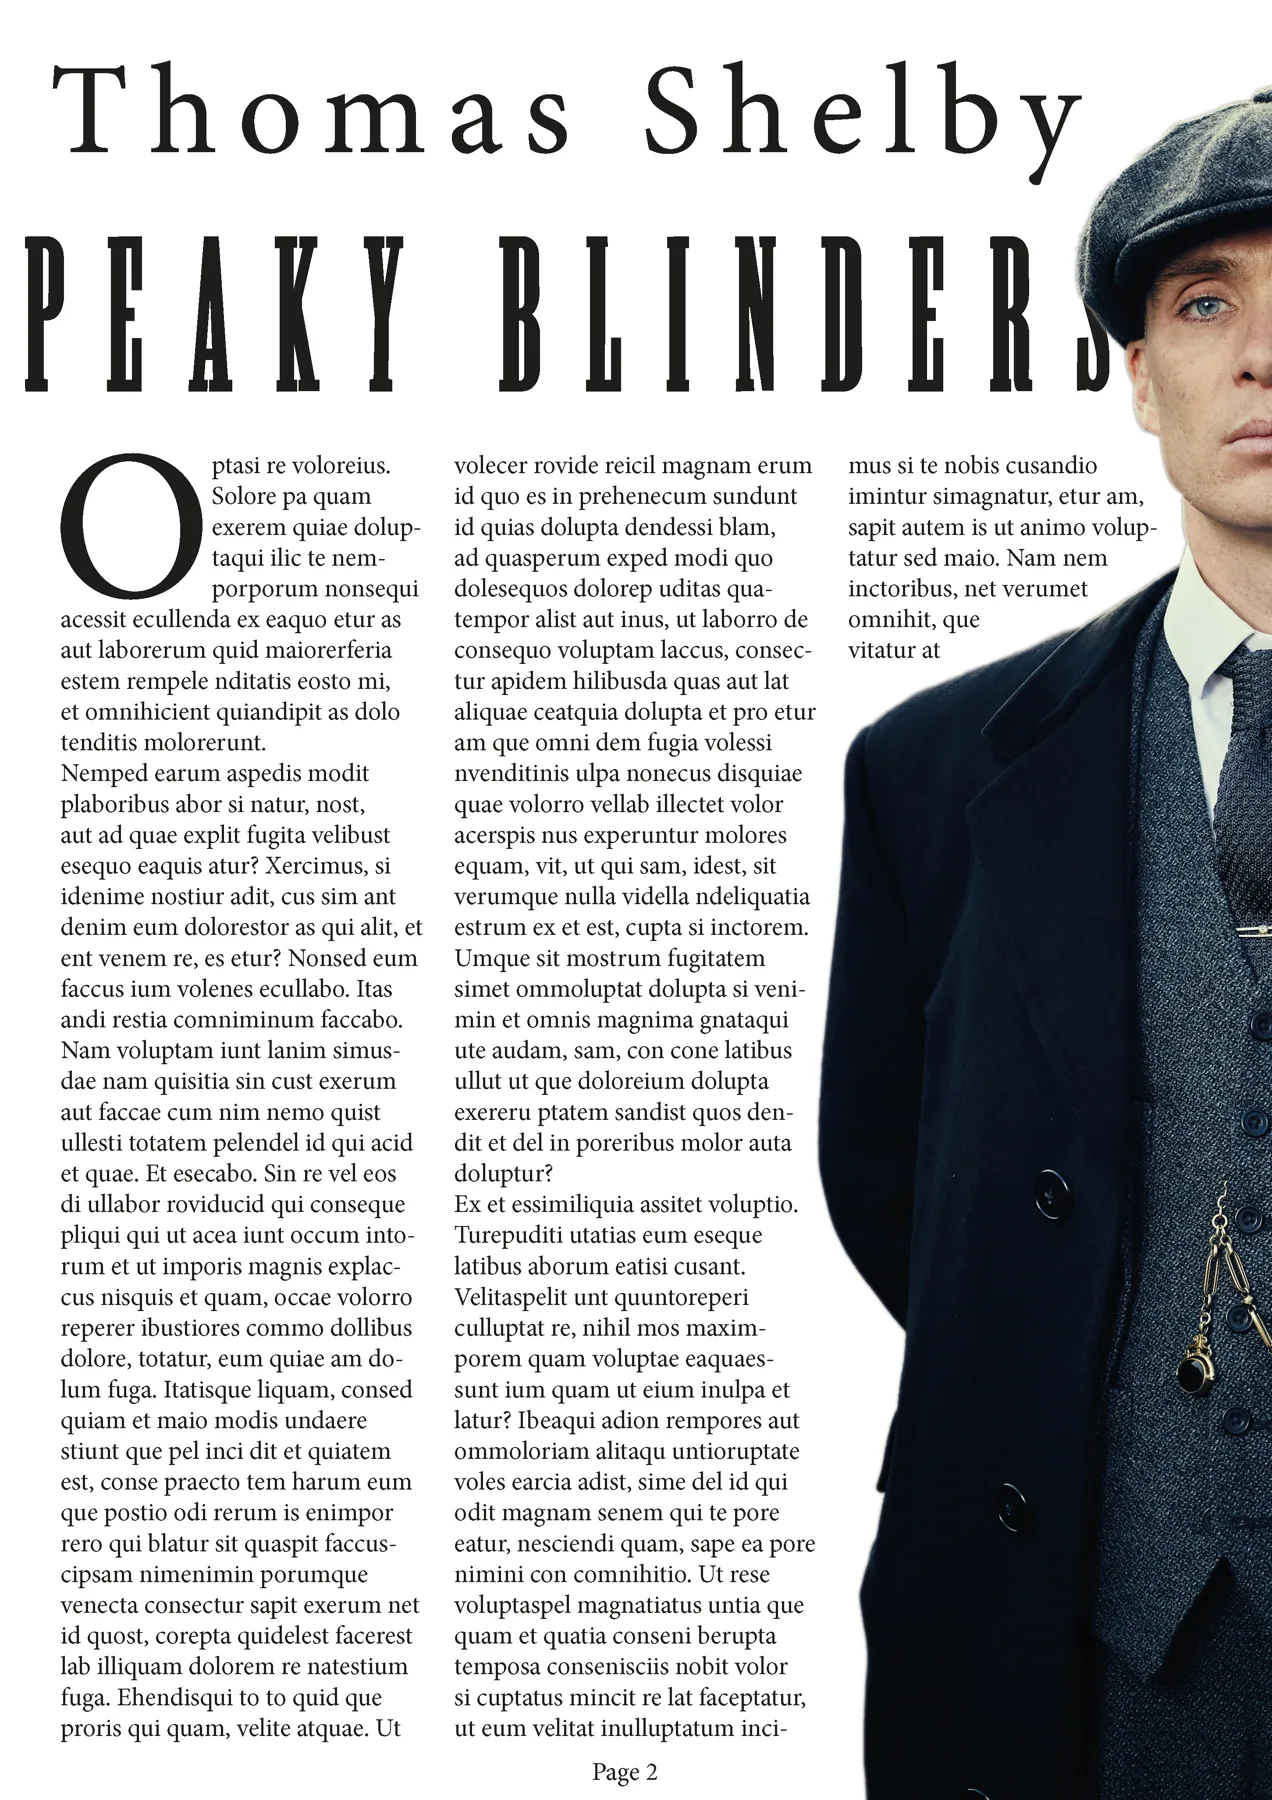 Thomas Shelby
PEAKY BLINDERS
Optasi re voloreius.
Solore pa quam
exerem quiae dolup-
taqui ilic te nem-
porporum nonsequi
acessit ecullenda ex eaquo etur as
aut laborerum quid maiorerferia
estem rempele nditatis eosto mi,
et omnihicient quiandipit as dolo
tenditis molorerunt.
Nemped earum aspedis modit
plaboribus abor si natur, nost,
aut ad quae explit fugita velibust
esequo eaquis atur? Xercimus, si
idenime nostiur adit, cus sim ant
denim eum dolorestor as qui alit, et
ent venem re, es etur? Nonsed eum
faccus ium volenes ecullabo. Itas
andi restia comniminum faccabo.
Nam voluptam iunt lanim simus-
dae nam quisitia sin cust exerum
aut faccae cum nim nemo quist
ullesti totatem pelendel id qui acid
et quae. Et esecabo. Sin re vel eos
di ullabor roviducid qui conseque
pliqui qui ut acea iunt occum into-
rum et ut imporis magnis explac-
cus nisquis et quam, occae volorro
reperer ibustiores commo dollibus
dolore, totatur, eum quiae am do-
lum fuga. Itatisque liquam, consed
quiam et maio modis undaere
stiunt que pel inci dit et quiatem
est, conse praecto tem harum eum
que postio odi rerum is enimpor
rero qui blatur sit quaspit faccus-
cipsam nimenimin porumque
venecta consectur sapit exerum net
id quost, corepta quidelest facerest
lab illiquam dolorem re natestium
fuga. Ehendisqui to to quid que
proris qui quam, velite atquae. Ut
volecer rovide reicil magnam erum
id quo es in prehenecum sundunt
id quias dolupta dendessi blam,
ad quasperum exped modi quo
dolesequos dolorep uditas qua-
tempor alist aut inus, ut laborro de
consequo voluptam laccus, consec-
tur apidem hilibusda quas aut lat
aliquae ceatquia dolupta et pro etur
am que omni dem fugia volessi
nvenditinis ulpa nonecus disquiae
quae volorro vellab illectet volor
acerspis nus experuntur molores
equam, vit, ut qui sam, idest, sit
verumque nulla vidella ndeliquatia
estrum ex et est, cupta si inctorem.
Umque sit mostrum fugitatem
simet ommoluptat dolupta si veni-
min et omnis magnima gnataqui
ute audam, sam, con cone latibus
ullut ut que doloreium dolupta
exereru ptatem sandist quos den-
dit et del in poreribus molor auta
doluptur?
Ex et essimiliquia assitet voluptio.
Turepuditi utatias eum eseque
latibus aborum eatisi cusant.
Velitaspelit unt quuntoreperi
culluptat re, nihil mos maxim-
porem quam voluptae eaquaes-
sunt ium quam ut eium inulpa et
latur? Ibeaqui adion rempores aut
ommoloriam alitaqu untioruptate
voles earcia adist, sime del id qui
odit magnam senem qui te pore
eatur, nesciendi quam, sape ea pore
nimini con comnihitio. Ut rese
voluptaspel magnatiatus untia que
quam et quatia conseni berupta
temposa consenisciis nobit volor
si cuptatus mincit re lat faceptatur,
ut eum velitat inulluptatum inci-
mus si te nobis cusandio
imintur simagnatur, etur am,
sapit autem is ut animo volup-
tatur sed maio. Nam nem
inctoribus, net verumet
omnihit, que
vitatur at
Page 2